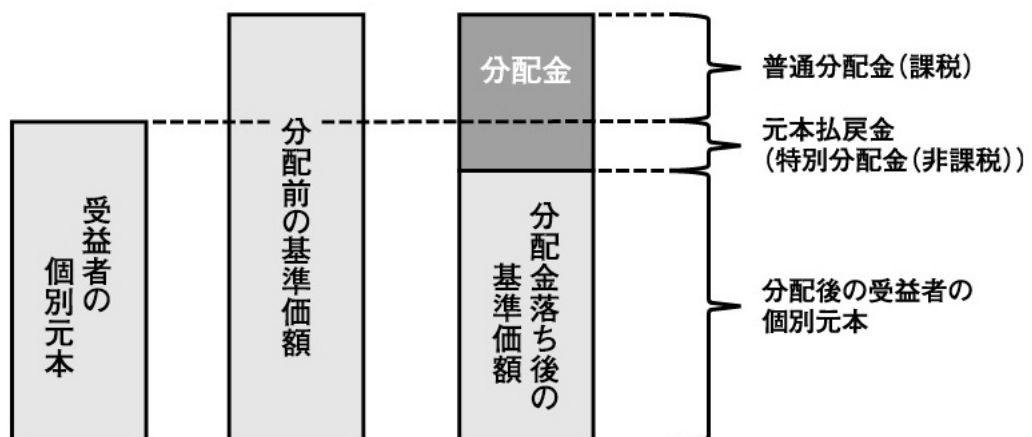 受益者の
個別元本
分配前の基準価額
分配金
分配金落ち後の
基準価額
普通分配金(課税)
元本払戻金
(特別分配金(非課税))
分配後の受益者の
個別元本